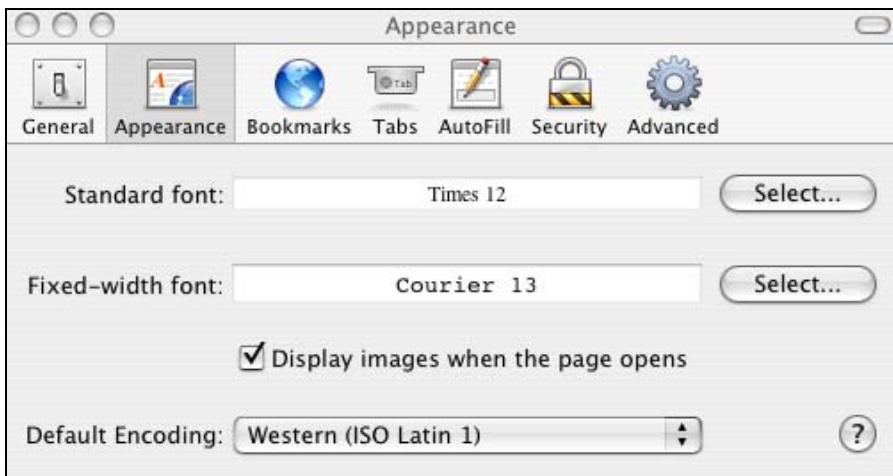 Appearance
General Appearance Bookmarks Tabs AutoFill Security Advanced
Standard font: Times 12 Select...
Fixed-width font: Courier 13 Select...
Display images when the page opens
Default Encoding: Western (ISO Latin 1) ?